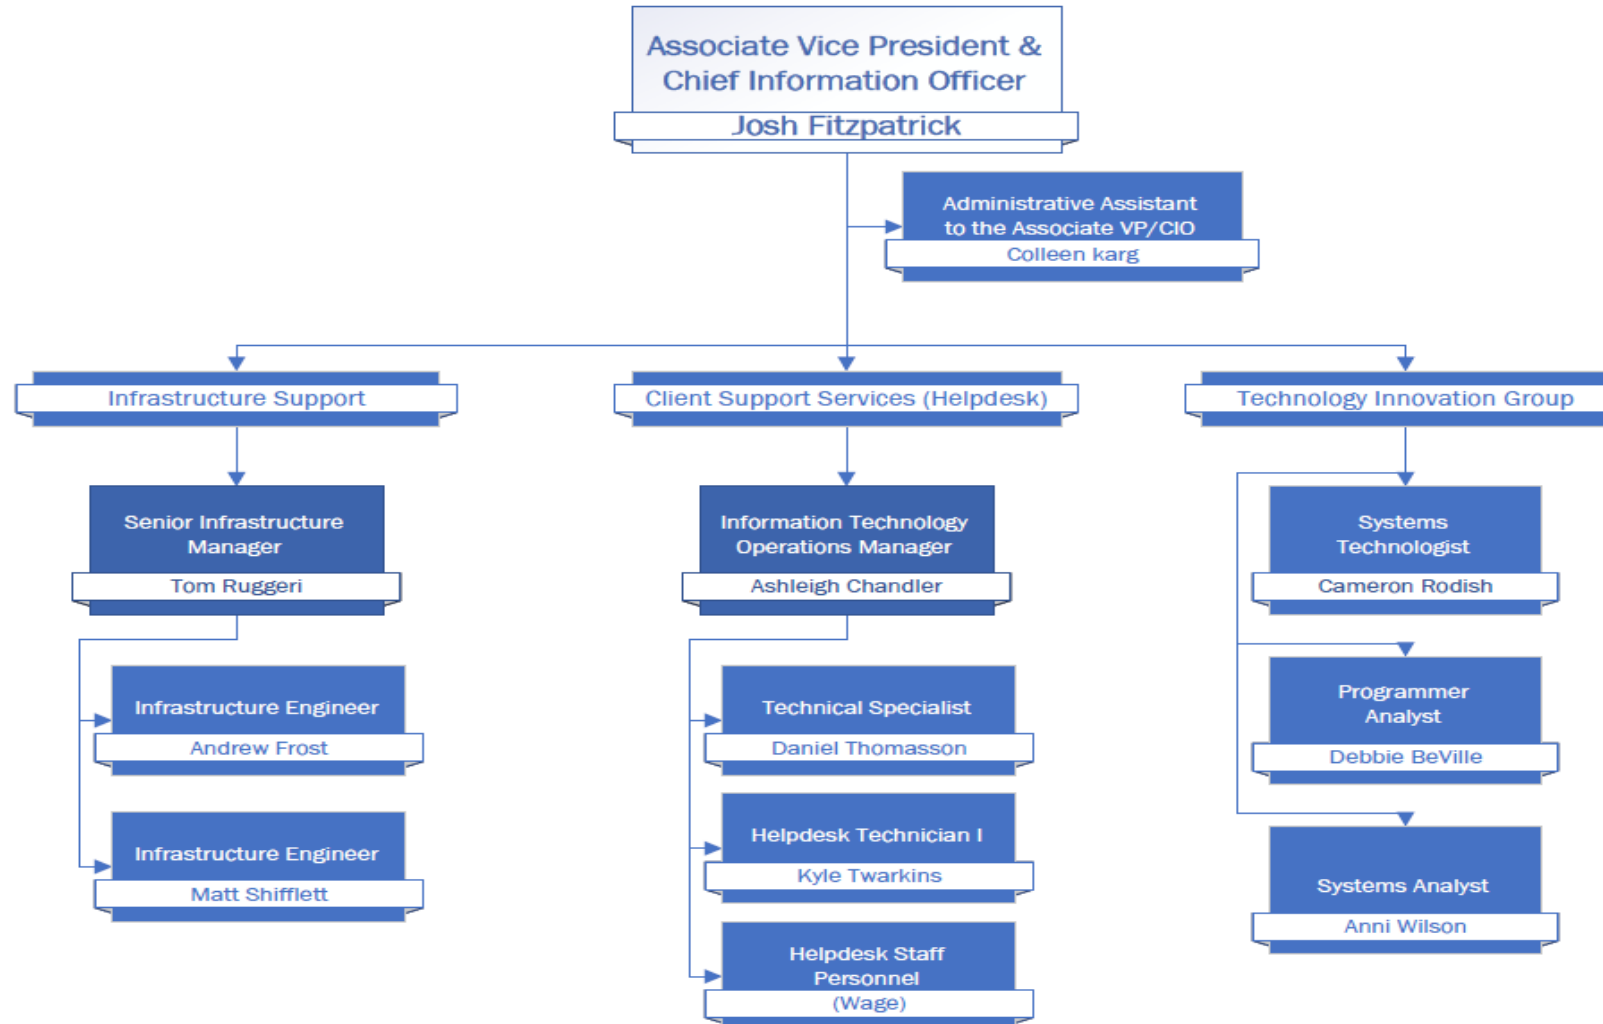 Associate Vice President &
Chief Information Officer
Josh Fitzpatrick
Administrative Assistant
to the Associate VP/CIO
Colleen karg
Infrastructure Support
Client Support Services (Helpdesk)
Technology Innovation Group
Senior Infrastructure
Manager
Tom Ruggeri
Infrastructure Engineer
Andrew Frost
Infrastructure Engineer
Matt Shifflett
Information Technology
Operations Manager
Ashleigh Chandler
Technical Specialist
Daniel Thomasson
Helpdesk Technician I
Kyle Twarkins
Helpdesk Staff
Personnel
(Wage)
Systems
Technologist
Cameron Rodish
Programmer
Analyst
Debbie BeVille
Systems Analyst
Anni Wilson